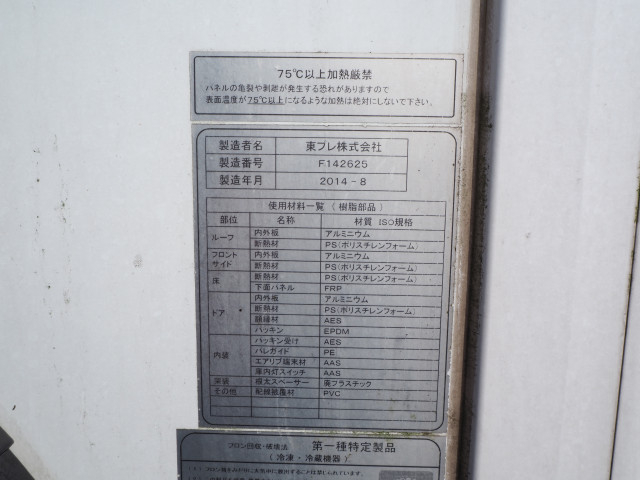 75℃以上加熱厳禁
パネルの亀裂や剥離が発生する恐れがありますので
表面温度が75℃以上になるような加熱は絶対にしないで下さい。
製造者名 東プレ株式会社
製造番号 F142625
製造年月 2014-8
使用材料一覧（樹脂部品）
部位 名称 材質 ISO規格
ルーフ 内外板 アルミニウム
断熱材 PS(ポリスチレンフォーム)
フロント サイド 内外板 アルミニウム
断熱材 PS(ポリスチレンフォーム)
床 断熱材 PS(ポリスチレンフォーム)
下面パネル FRP
ドア 内外板 アルミニウム
断熱材 PS(ポリスチレンフォーム)
額縁材 AES
パッキン EPDM
内装 パッキン受け AES
バレガイド PE
エアリブ端末材 AAS
庫内灯スイッチ AAS
架装 根太スペーサー 廃プラスチック
その他 配線被覆材 PVC
フロン回収・破壊法 第一種特定製品
（冷凍・冷蔵機器）